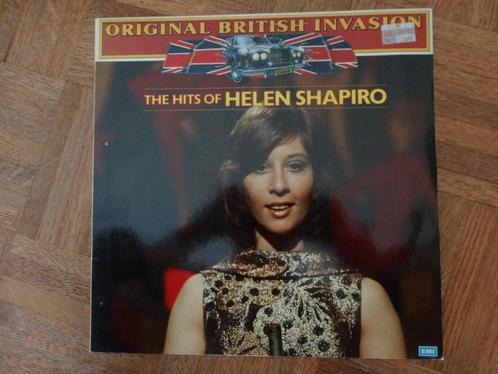 ORIGINAL BRITISH INVASION
THE HITS OF HELEN SHAPIRO
EMI